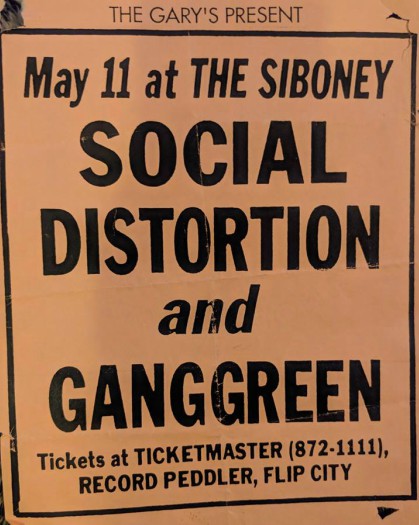 THE GARY'S PRESENT
May 11 at THE SIBONEY
SOCIAL
DISTORTION
and
GANGGREEN
Tickets at TICKETMASTER (872-1111),
RECORD PEDDLER, FLIP CITY